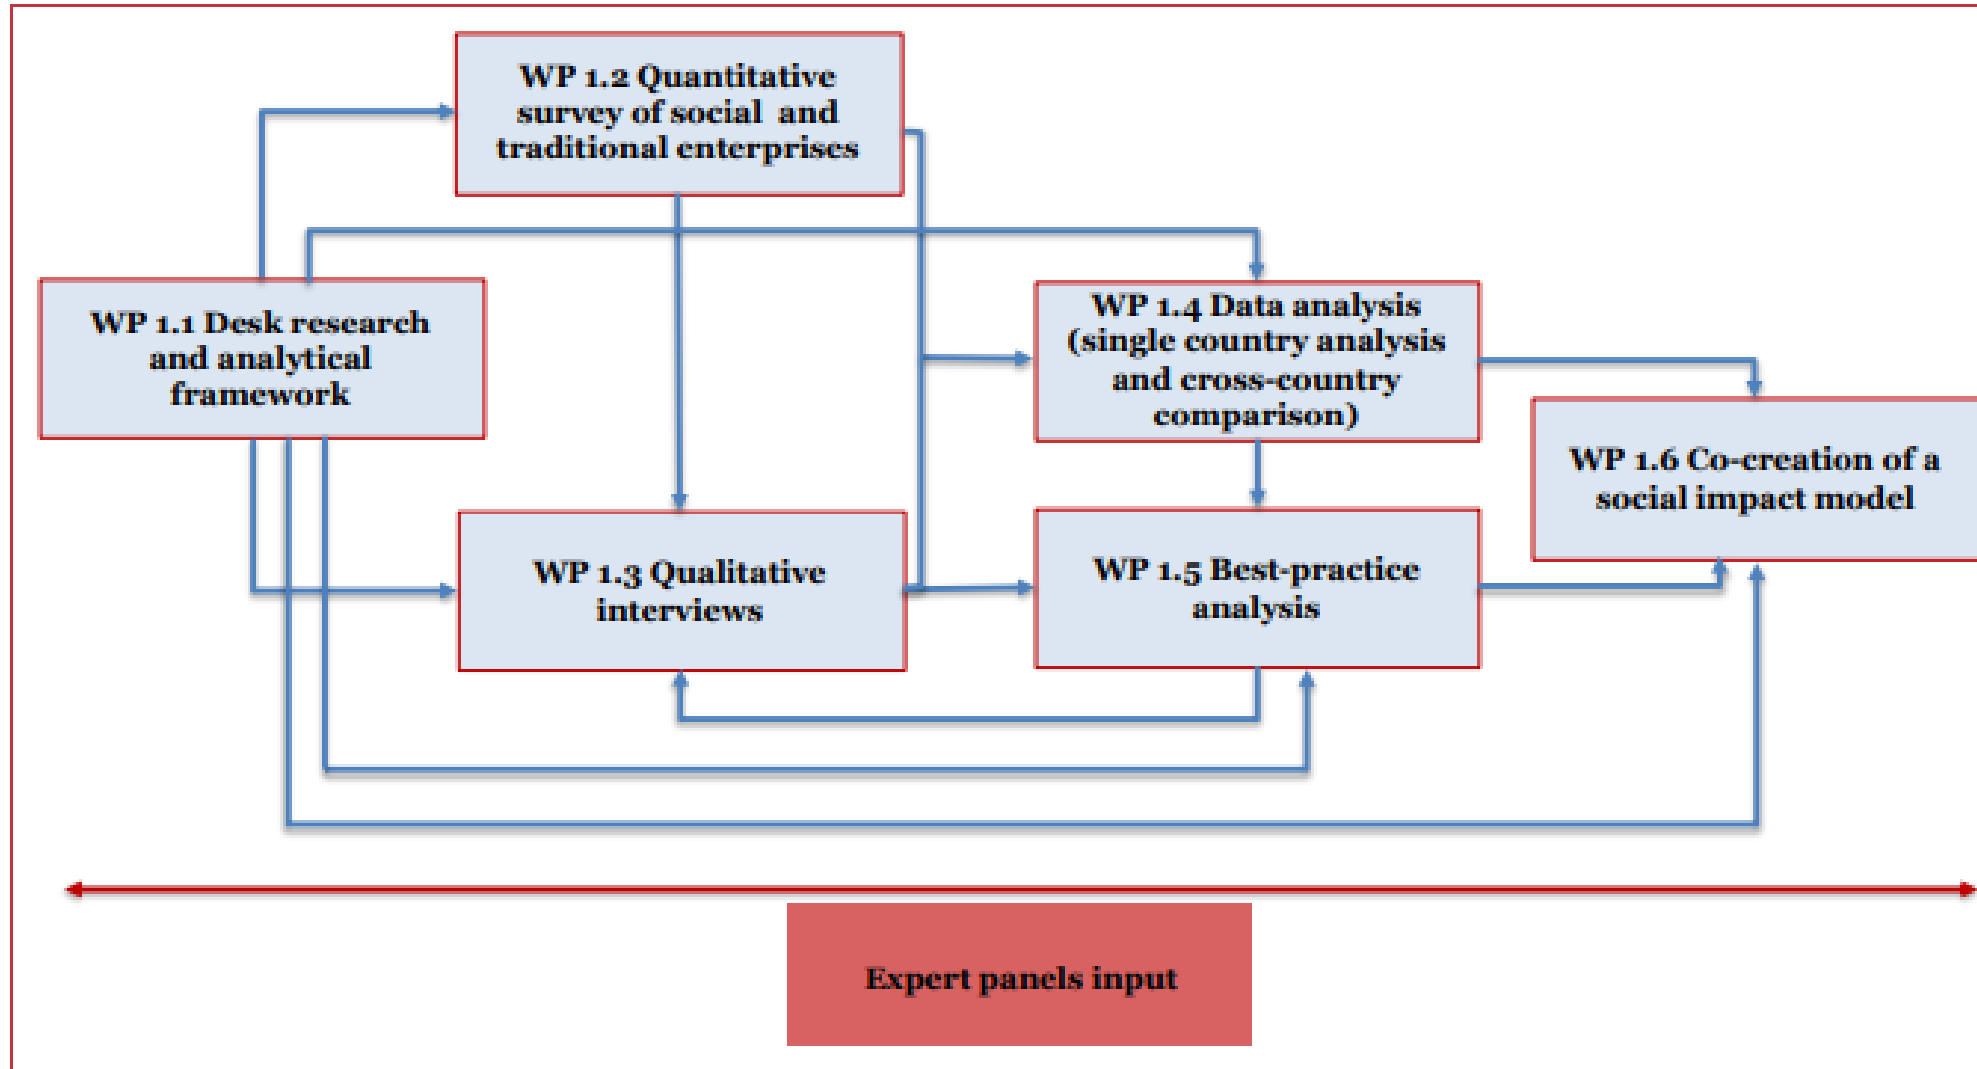 WP 1.2 Quantitative
survey of social and
traditional enterprises
WP 1.1 Desk research
and analytical
framework
WP 1.4 Data analysis
(single country analysis
and cross-country
comparison)
WP 1.6 Co-creation of a
social impact model
WP 1.3 Qualitative
interviews
WP 1.5 Best-practice
analysis
Expert panels input